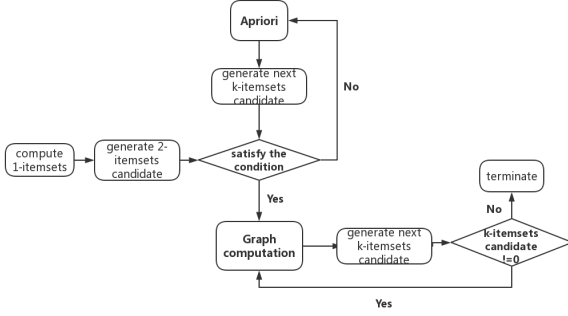 Apriori
generate next
k-itemsets
candidate
No
compute
1-itemsets
generate 2-
itemsets
candidate
satisfy the
condition
Yes
terminate
No
Graph
computation
generate next
k-itemsets
candidate
k-itemsets
candidate
!=0
Yes